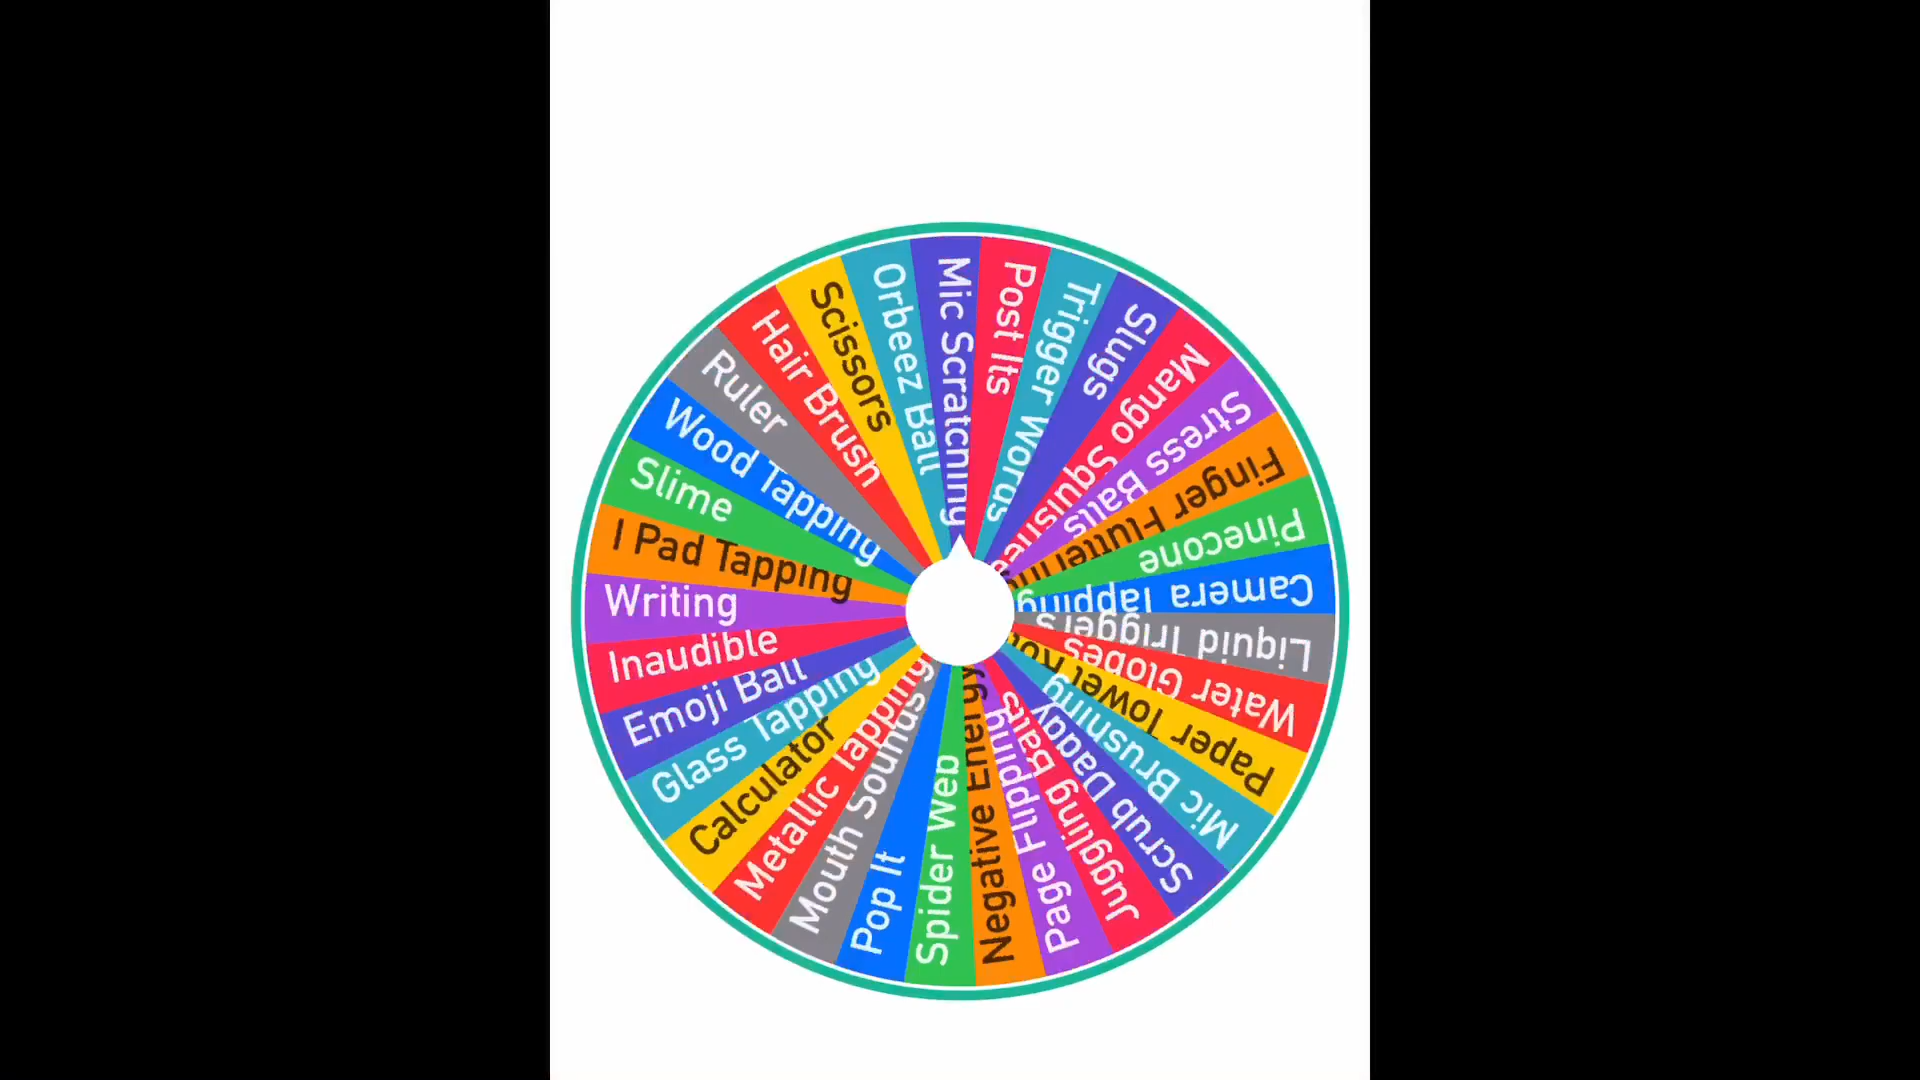 Mic Scratching
Post Its
Trigger Words
Slugs
Mango Squishie
Stress Balls
Finger Fluttering
Pinecone
Camera Tapping
Liquid Triggers
Water Globes
Paper Towel Roll
Mic Brushing
Scrub Daddy
Juggling Balls
Page Flipping
Negative Energy
Spider Web
Pop It
Mouth Sounds
Metallic Tapping
Calculator
Glass Tapping
Emoji Ball
Inaudible
Writing
I Pad Tapping
Slime
Wood Tapping
Ruler
Hair Brush
Scissors
Orbeez Ball